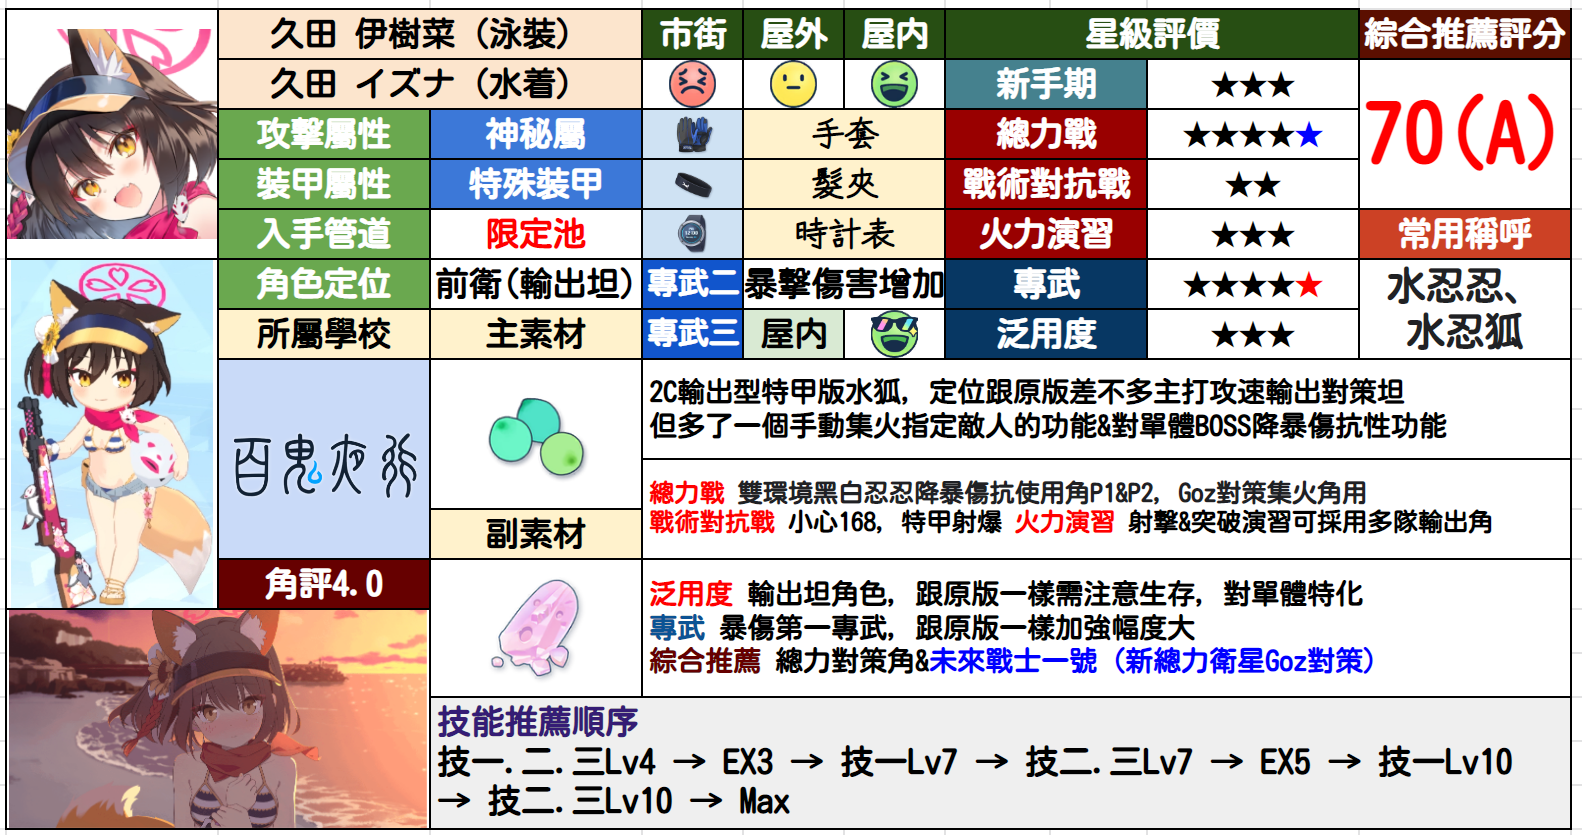 久田 伊樹菜（泳裝）
市街
屋外
屋內
星級評價
綜合推薦評分
久田 イズナ（水着）
新手期
★★★
70(A)
攻擊屬性
神秘屬
手套
總力戰
★★★★★
裝甲屬性
特殊裝甲
髮夾
戰術對抗戰
★★
入手管道
限定池
時計表
火力演習
★★★
常用稱呼
角色定位
前衛(輸出坦)
專武二
暴擊傷害增加
專武
★★★★★
水忍忍、
水忍狐
所屬學校
主素材
專武三
屋内
泛用度
★★★
百鬼夜行
2C輸出型特甲版水狐, 定位跟原版差不多主打攻速輸出對策坦
但多了一個手動集火指定敵人的功能&對單體BOSS降暴傷抗性功能
總力戰 雙環境黑白忍忍降暴傷抗使用角P1&P2, Goz對策集火角用
戰術對抗戰 小心168, 特甲射爆 火力演習 射擊&突破演習可採用多隊輸出角
副素材
角評4.0
泛用度 輸出坦角色, 跟原版一樣需注意生存, 對單體特化
專武 暴傷第一專武, 跟原版一樣加強幅度大
綜合推薦 總力對策角&未來戰士一號（新總力衛星Goz對策）
技能推薦順序
技一.二.三Lv4 → EX3 → 技一Lv7 → 技二.三Lv7 → EX5 → 技一Lv10
→ 技二.三Lv10 → Max